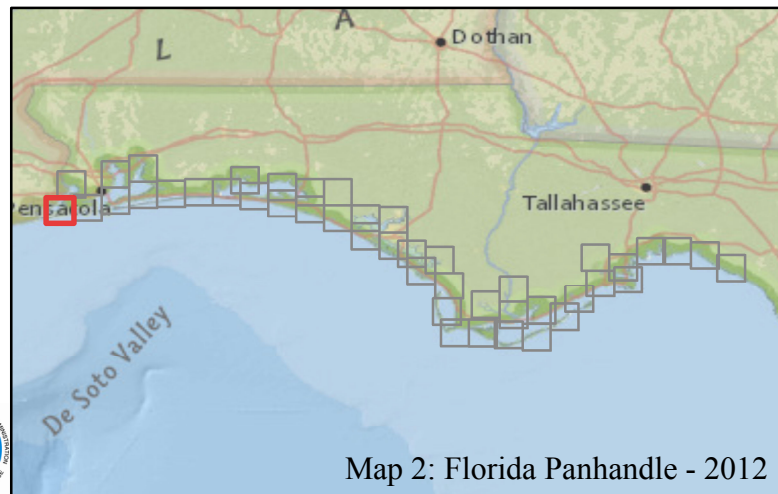 L A
Dothan
Pensacola
Tallahassee
De Soto Valley
Map 2: Florida Panhandle - 2012